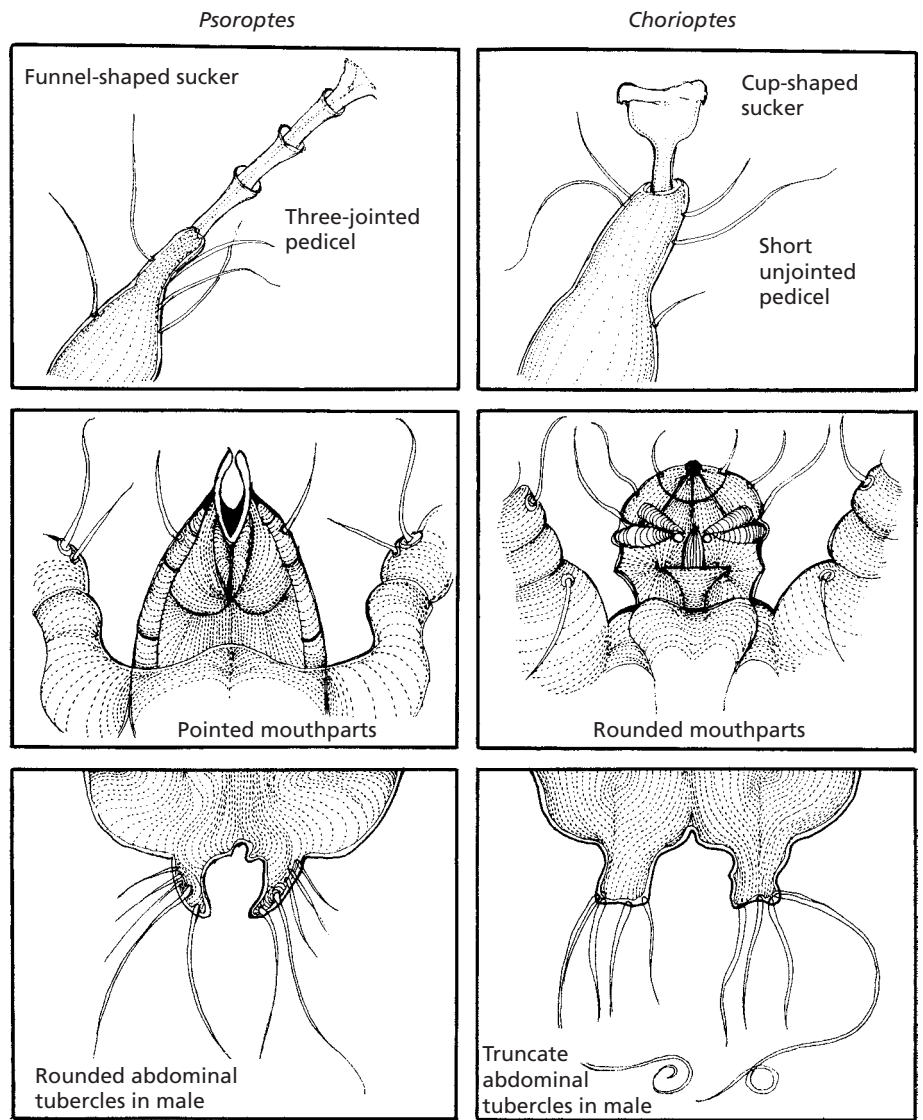 Psoroptes
Chorioptes
Funnel-shaped sucker
Three-jointed
pedicel
Cup-shaped
sucker
Short
unjointed
pedicel
Pointed mouthparts
Rounded mouthparts
Rounded abdominal
tubercles in male
Truncate
abdominal
tubercles in male